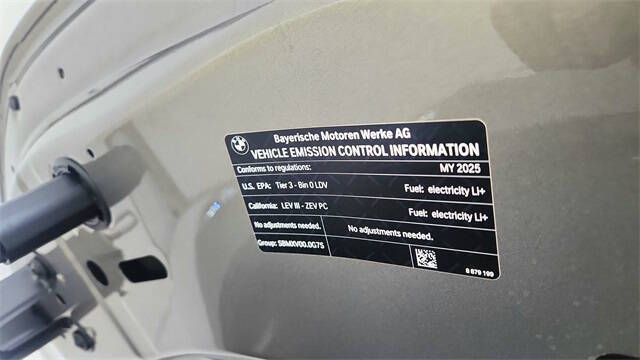 Bayerische Motoren Werke AG
VEHICLE EMISSION CONTROL INFORMATION
Conforms to regulations: MY 2025
U.S. EPA: Tier 3 - Bin 0 LDV Fuel: electricity LI+
California: LEV III - ZEV PC Fuel: electricity LI+
No adjustments needed. No adjustments needed.
Group: SBMXV00.0G7S
8 879 199